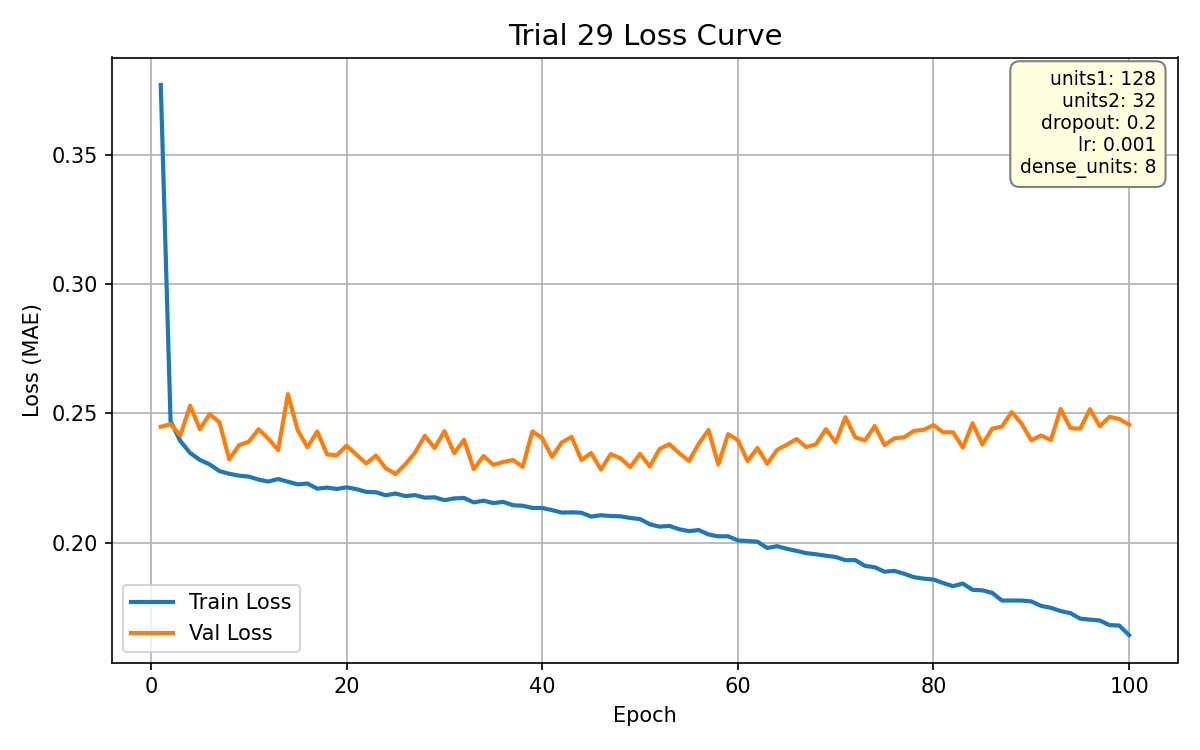 Trial 29 Loss Curve
units1: 128
units2: 32
dropout: 0.2
lr: 0.001
dense_units: 8
Loss (MAE)
0.35
0.30
0.25
0.20
Train Loss
Val Loss
0 20 40 60 80 100
Epoch